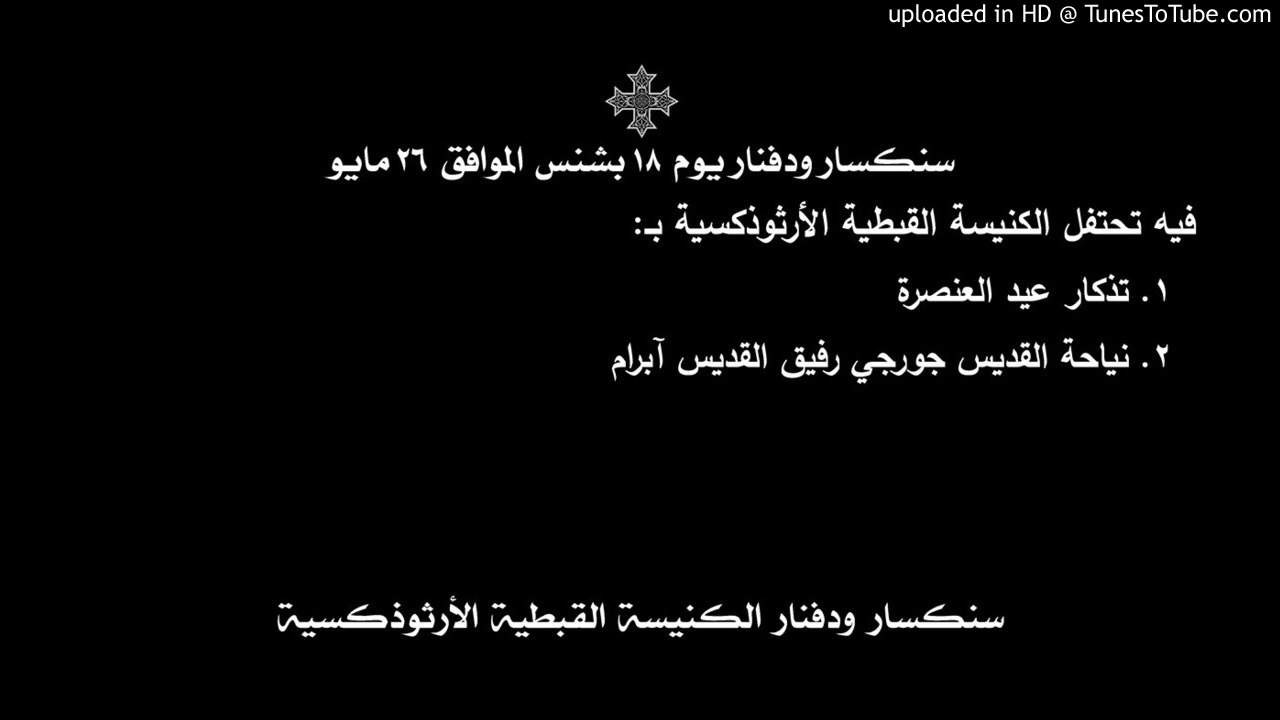 uploaded in HD @ TunesToTube.com
سنكسار ودفنار يوم ١٨ بشنس الموافق ٢٦ مايو
فيه تحتفل الكنيسة القبطية الأرثوذكسية بـ:
١. تذكار عيد العنصرة
٢. نياحة القديس جورجي رفيق القديس آبرام
سنكسار ودفنار الكنيسة القبطية الأرثوذكسية